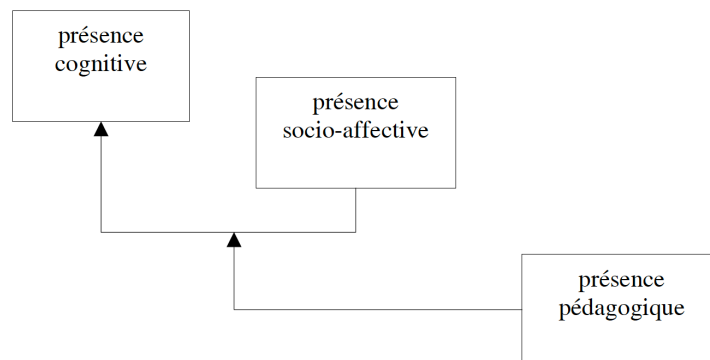 présence
cognitive
présence
socio-affective
présence
pédagogique